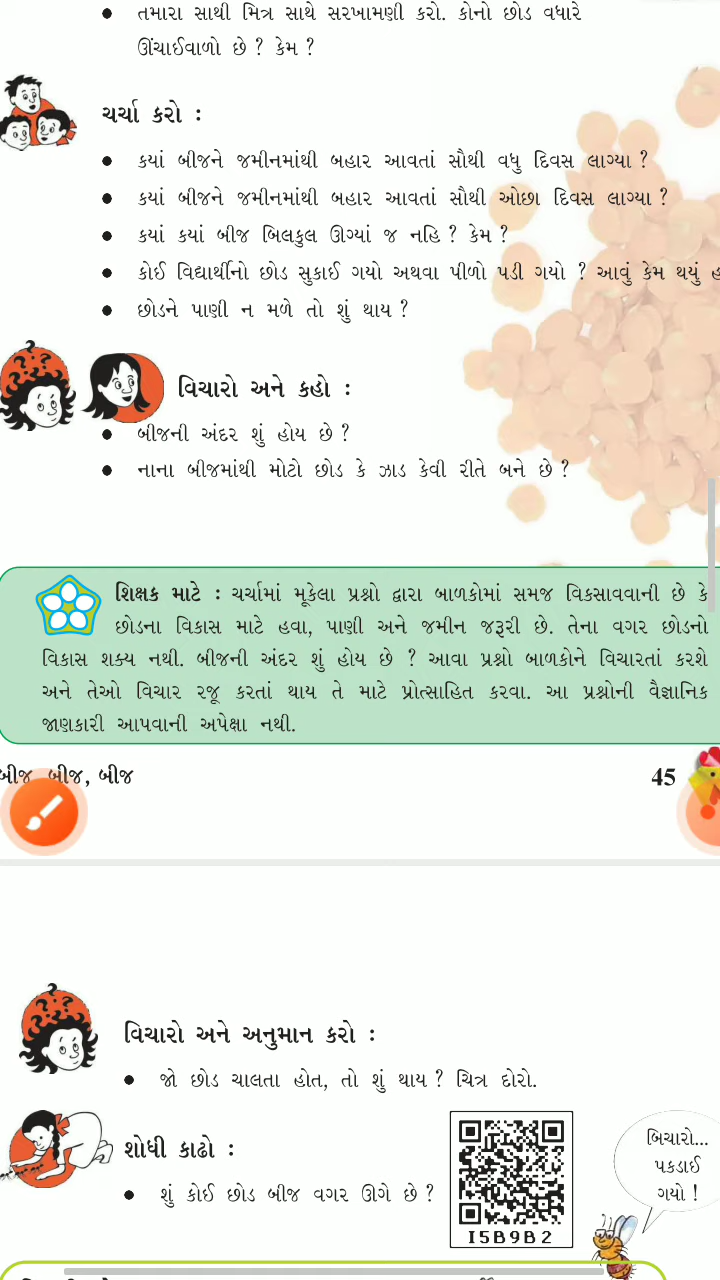 • તમારા સાથી મિત્ર સાથે સરખામણી કરો. કોનો છોડ વધારે
ઊંચાઈવાળો છે ? કેમ ?
ચર્ચા કરો :
• કયાં બીજને જમીનમાંથી બહાર આવતાં સૌથી વધુ દિવસ લાગ્યા ?
• કયાં બીજને જમીનમાંથી બહાર આવતાં સૌથી ઓછા દિવસ લાગ્યા ?
• કયાં કયાં બીજ બિલકુલ ઊગ્યાં જ નહિ ? કેમ ?
• કોઈ વિદ્યાર્થીનો છોડ સુકાઈ ગયો અથવા પીળો પડી ગયો ? આવું કેમ થયું
• છોડને પાણી ન મળે તો શું થાય ?
વિચારો અને કહો :
• બીજની અંદર શું હોય છે ?
• નાના બીજમાંથી મોટો છોડ કે ઝાડ કેવી રીતે બને છે ?
શિક્ષક માટે : ચર્ચામાં મૂકેલા પ્રશ્નો દ્વારા બાળકોમાં સમજ વિકસાવવાની છે કે
છોડના વિકાસ માટે હવા, પાણી અને જમીન જરૂરી છે. તેના વગર છોડનો
વિકાસ શક્ય નથી. બીજની અંદર શું હોય છે ? આવા પ્રશ્નો બાળકોને વિચારતાં કરશે
અને તેઓ વિચાર રજૂ કરતાં થાય તે માટે પ્રોત્સાહિત કરવા. આ પ્રશ્નોની વૈજ્ઞાનિક
જાણકારી આપવાની અપેક્ષા નથી.
બીજ, બીજ, બીજ
45
વિચારો અને અનુમાન કરો :
• જો છોડ ચાલતા હોત, તો શું થાય ? ચિત્ર દોરો.
શોધી કાઢો :
• શું કોઈ છોડ બીજ વગર ઊગે છે ?
I5B9B2
બિચારો...
પકડાઈ
ગયો !